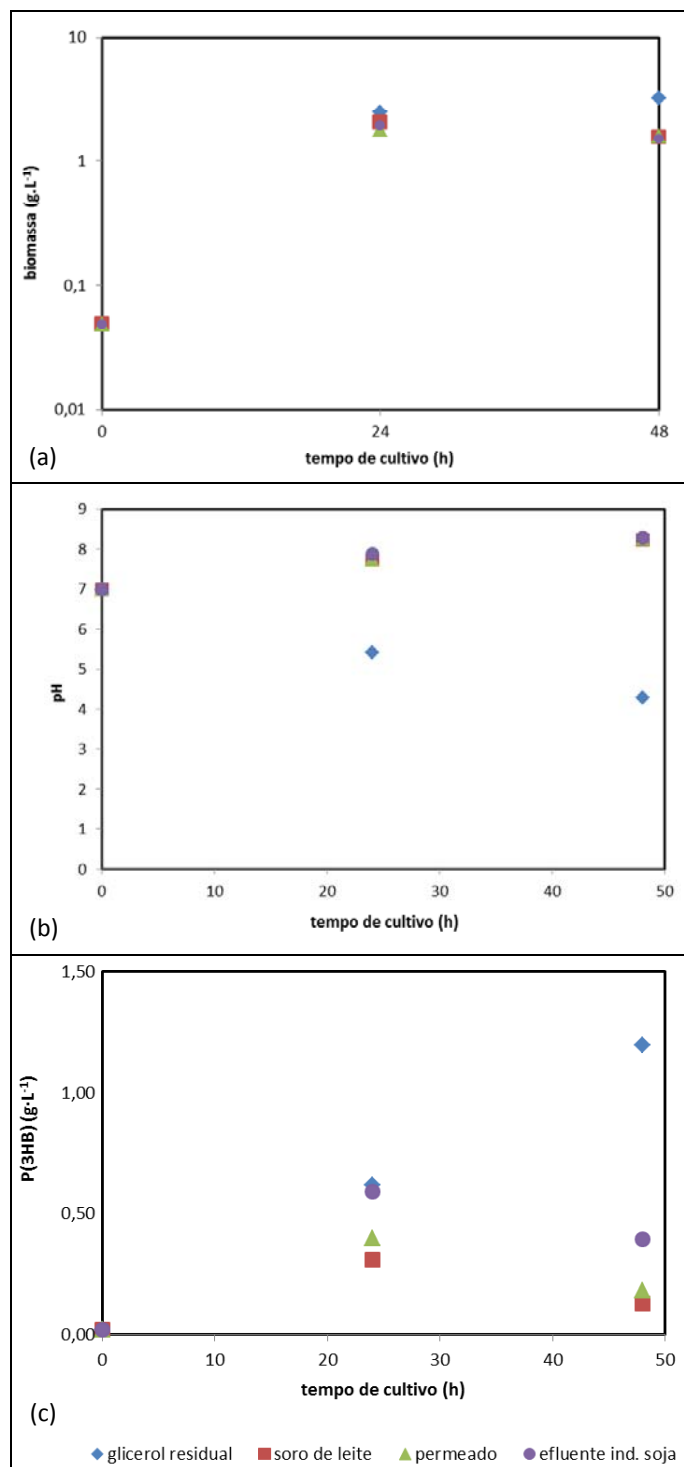 10
1
0,1
0,01
biomassa (g.L-1)
0
24
48
tempo de cultivo (h)
(a)
9
8
7
6
5
4
3
2
1
0
pH
0
10
20
30
40
50
tempo de cultivo (h)
(b)
1,50
1,00
0,50
0,00
P(3HB) (g·L-1)
0
10
20
30
40
50
tempo de cultivo (h)
(c)
glicerol residual
soro de leite
permeado
efluente ind. soja